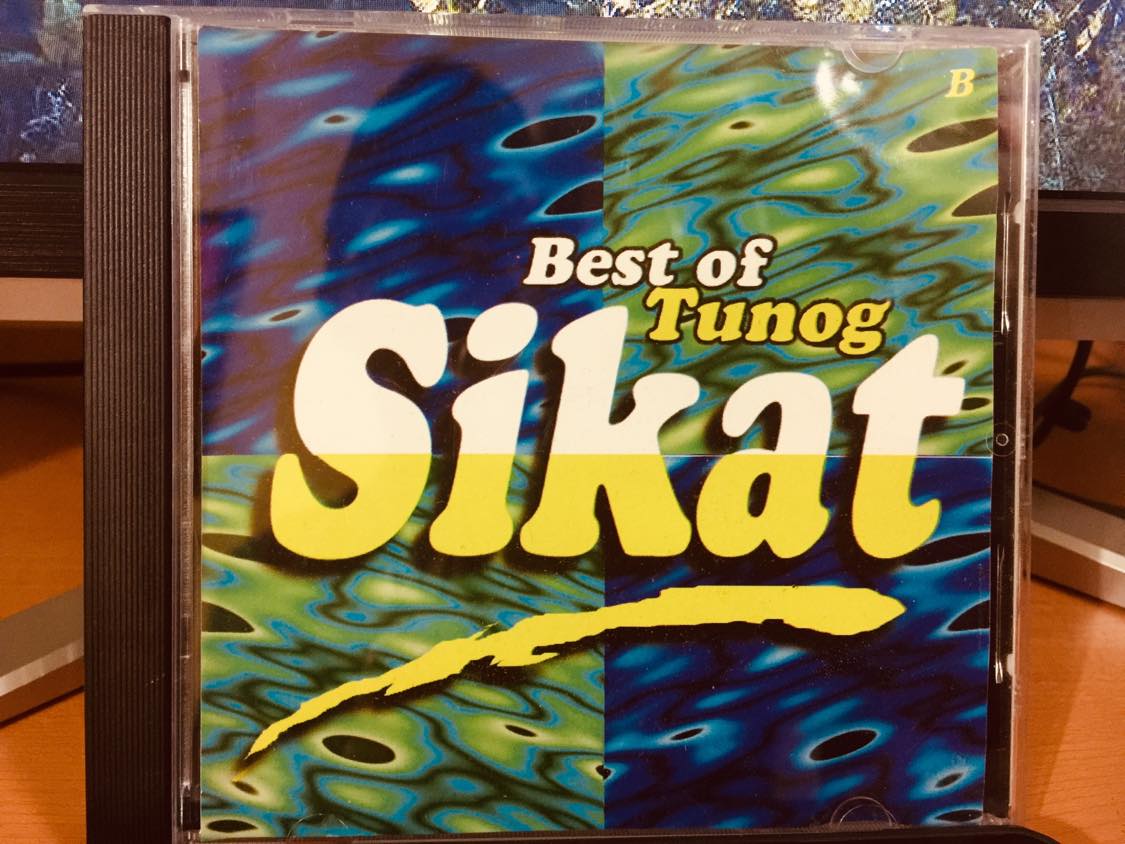 B
Best of
Tunog
Sikat